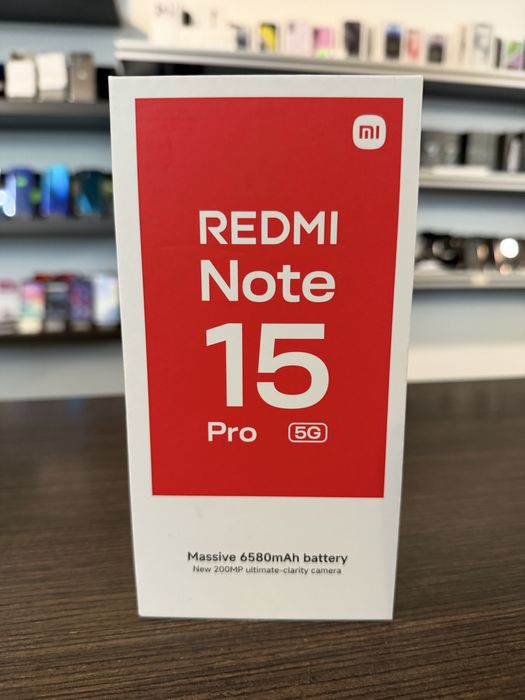 mi
REDMI
Note
15
Pro 5G
Massive 6580mAh battery
New 200MP ultimate-clarity camera